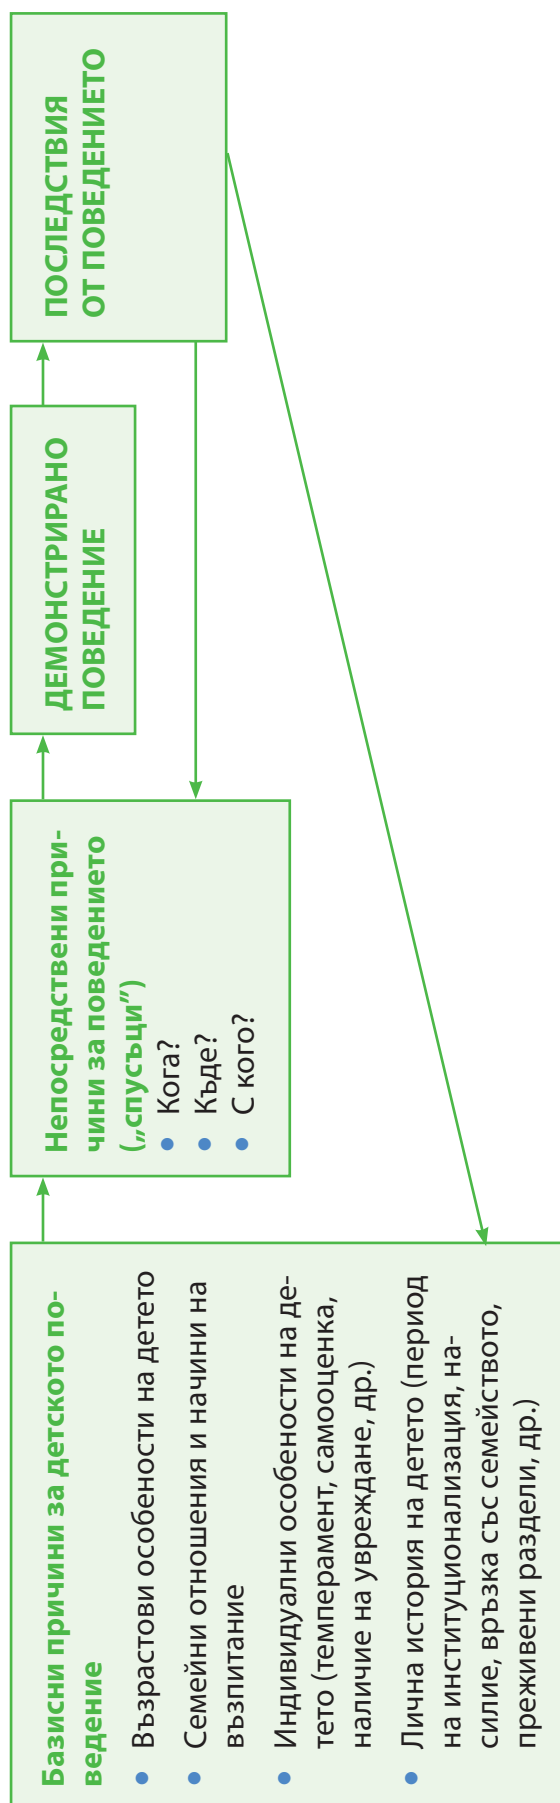 Базисни причини за детското по-
ведение
• Възрастови особености на детето
• Семейни отношения и начини на
възпитание
• Индивидуални особености на де-
тето (темперамент, самооценка,
наличие на увреждане, др.)
• Лична история на детето (период
на институционализация, на-
силие, връзка със семейството,
преживени раздели, др.)
Непосредствени при-
чини за поведението
(„спусъци”)
• Кога?
• Къде?
• С кого?
ДЕМОНСТРИРАНО
ПОВЕДЕНИЕ
ПОСЛЕДСТВИЯ
ОТ ПОВЕДЕНИЕТО